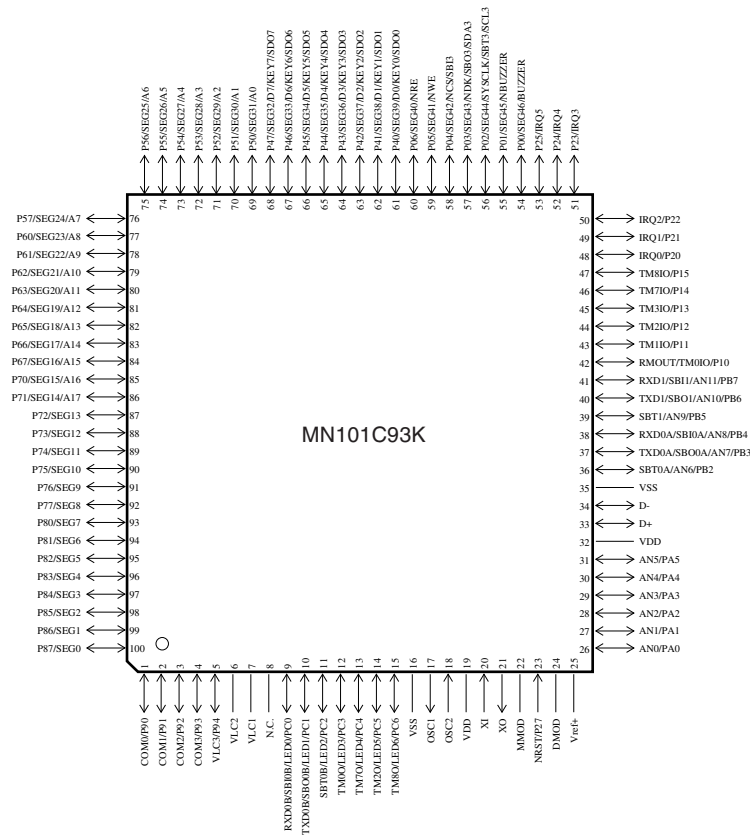 P56/SEG25/A6
P55/SEG26/A5
P54/SEG27/A4
P53/SEG28/A3
P52/SEG29/A2
P51/SEG30/A1
P50/SEG31/A0
P47/SEG32/D7/KEY7/SDO7
P46/SEG33/D6/KEY6/SDO6
P45/SEG34/D5/KEY5/SDO5
P44/SEG35/D4/KEY4/SDO4
P43/SEG36/D3/KEY3/SDO3
P42/SEG37/D2/KEY2/SDO2
P41/SEG38/D1/KEY1/SDO1
P40/SEG39/D0/KEY0/SDO0
P06/SEG40/NRE
P05/SEG41/NWE
P04/SEG42/NCS/SBI3
P03/SEG43/NDK/SBO3/SDA3
P02/SEG44/SYSCLK/SBT3/SCL3
P01/SEG45/NBUZZER
P00/SEG46/BUZZER
P25/IRQ5
P24/IRQ4
P23/IRQ3
75
74
73
72
71
70
69
68
67
66
65
64
63
62
61
60
59
58
57
56
55
54
53
52
51
P57/SEG24/A7 76
P60/SEG23/A8 77
P61/SEG22/A9 78
P62/SEG21/A10 79
P63/SEG20/A11 80
P64/SEG19/A12 81
P65/SEG18/A13 82
P66/SEG17/A14 83
P67/SEG16/A15 84
P70/SEG15/A16 85
P71/SEG14/A17 86
P72/SEG13 87
P73/SEG12 88
P74/SEG11 89
P75/SEG10 90
P76/SEG9 91
P77/SEG8 92
P80/SEG7 93
P81/SEG6 94
P82/SEG5 95
P83/SEG4 96
P84/SEG3 97
P85/SEG2 98
P86/SEG1 99
P87/SEG0 100
MN101C93K
50 IRQ2/P22
49 IRQ1/P21
48 IRQ0/P20
47 TM8IO/P15
46 TM7IO/P14
45 TM3IO/P13
44 TM2IO/P12
43 TM1IO/P11
42 RMOUT/TM0IO/P10
41 RXD1/SBI1/AN11/PB7
40 TXD1/SBO1/AN10/PB6
39 SBT1/AN9/PB5
38 RXD0A/SBI0A/AN8/PB4
37 TXD0A/SBO0A/AN7/PB3
36 SBT0A/AN6/PB2
35 VSS
34 D-
33 D+
32 VDD
31 AN5/PA5
30 AN4/PA4
29 AN3/PA3
28 AN2/PA2
27 AN1/PA1
26 AN0/PA0
1
2
3
4
5
6
7
8
9
10
11
12
13
14
15
16
17
18
19
20
21
22
23
24
25
COM0/P90
COM1/P91
COM2/P92
COM3/P93
VLC3/P94
VLC2
VLC1
N.C.
RXD0B/SBI0B/LED0/PC0
TXD0B/SBO0B/LED1/PC1
SBT0B/LED2/PC2
TM0O/LED3/PC3
TM7O/LED4/PC4
TM2O/LED5/PC5
TM8O/LED6/PC6
VSS
OSC1
OSC2
VDD
XI
XO
MMOD
NRST/P27
DMOD
Vref+